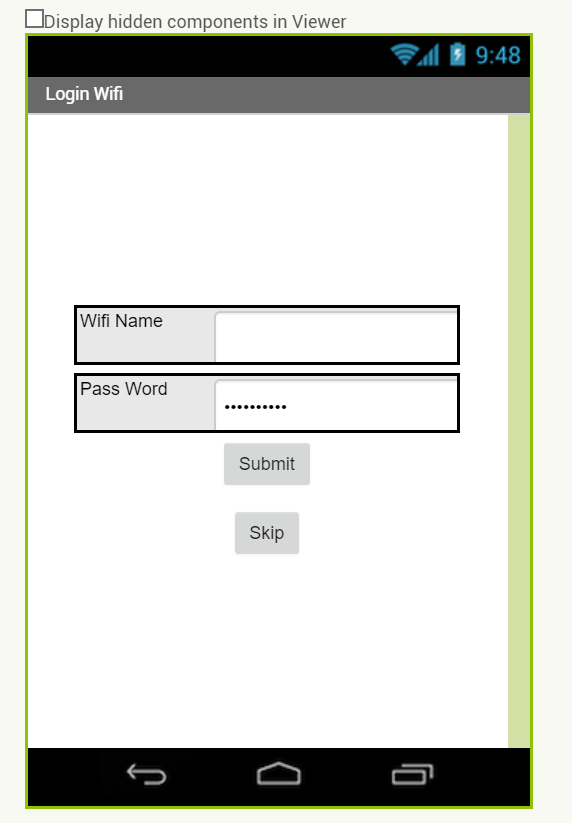 Display hidden components in Viewer
9:48
Login Wifi
Wifi Name
Pass Word
••••••••••
Submit
Skip